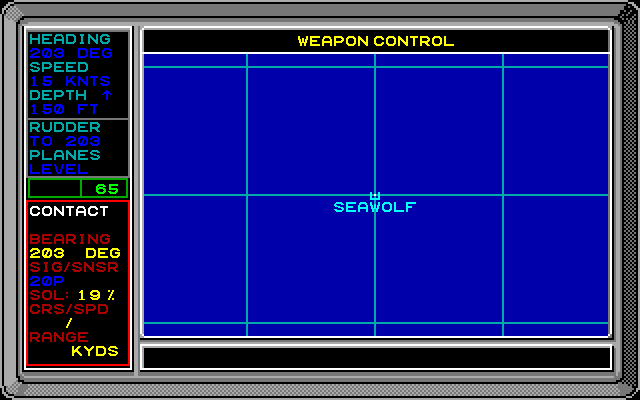 WEAPON CONTROL
HEADING
203 DEG
SPEED
15 KNTS
DEPTH ↑
150 FT
RUDDER
TO 203
PLANES
LEVEL
65
CONTACT
BEARING
203 DEG
SIG/SNSR
20P
SOL: 19%
CRS/SPD
/
RANGE
KYDS
SEAWOLF